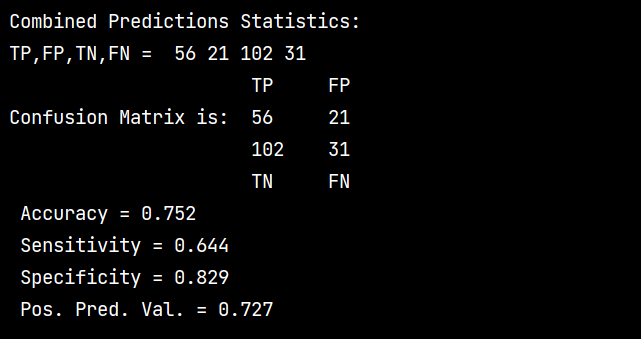 Combined Predictions Statistics:
TP,FP,TN,FN =  56 21 102 31
TP     FP
Confusion Matrix is:  56     21
102    31
TN     FN
Accuracy = 0.752
Sensitivity = 0.644
Specificity = 0.829
Pos. Pred. Val. = 0.727